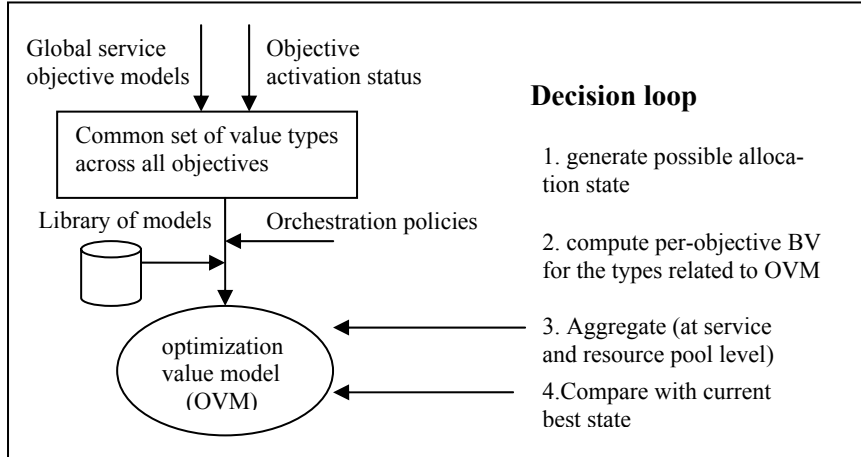 Global service
objective models
Objective
activation status
Common set of value types
across all objectives
Library of models
Orchestration policies
optimization
value model
(OVM)
Decision loop
1. generate possible alloca-
tion state
2. compute per-objective BV
for the types related to OVM
3. Aggregate (at service
and resource pool level)
4.Compare with current
best state